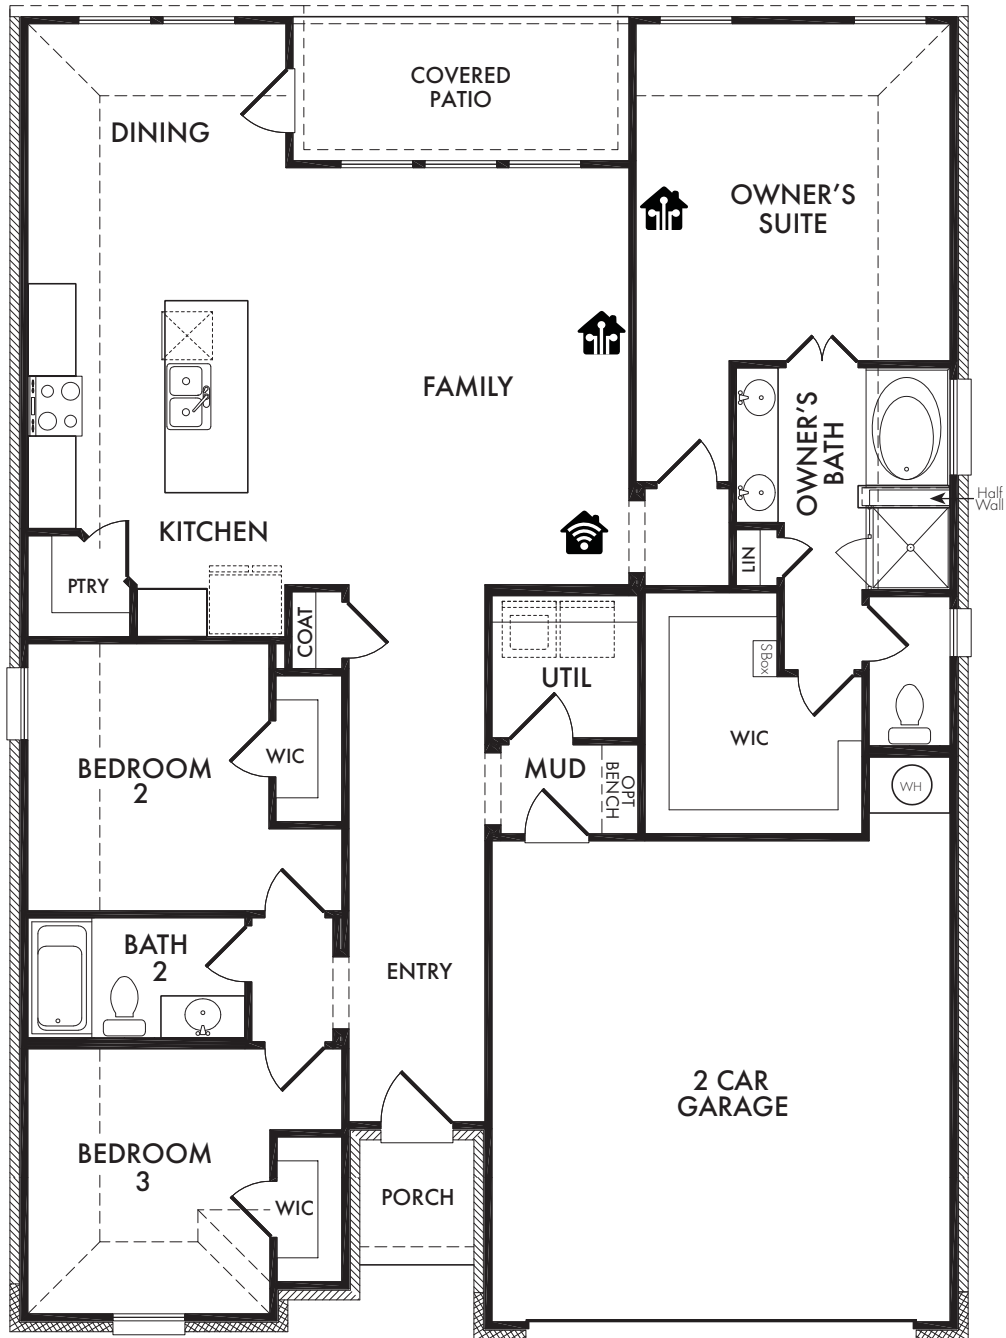 COVERED
PATIO
DINING
OWNER'S
SUITE
FAMILY
OWNER'S
BATH
Half
Wall
KITCHEN
LIN
PTRY
COAT
SBox
UTIL
WIC
WIC
BEDROOM
2
MUD
OPT
BENCH
WH
BATH
2
ENTRY
2 CAR
GARAGE
BEDROOM
3
WIC
PORCH